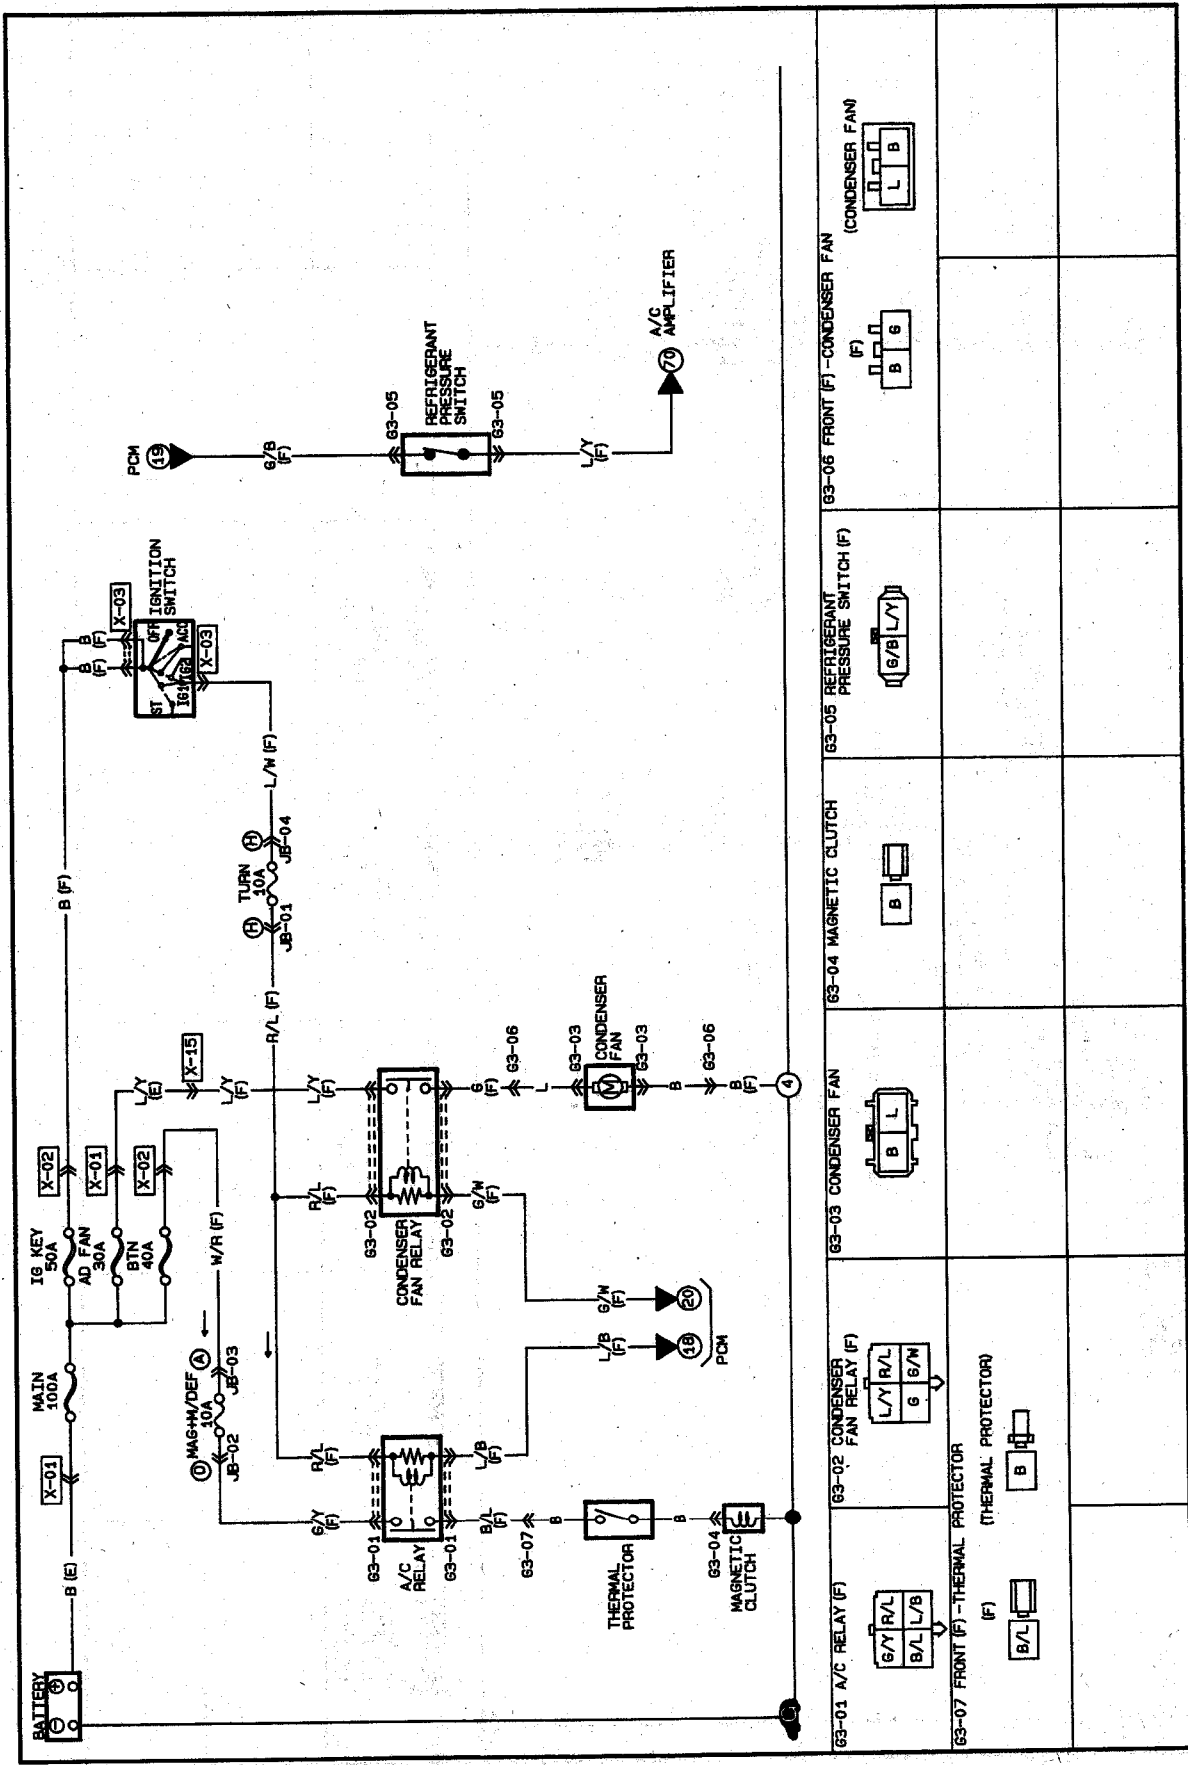 BATTERY
B (E)
X-01
MAIN
100A
IG KEY
50A
AD FAN
30A
BTN
40A
X-02
X-01
X-02
B (F)
B
(F)
B
(F)
X-03
ST
IG1
IG2
ACC
OFF
IGNITION
SWITCH
X-03
PCM
19
G/B
(F)
G3-05
REFRIGERANT
PRESSURE
SWITCH
G3-05
L/Y
(F)
70
A/C
AMPLIFIER
D
MAG+M/DEF
10A
A
JB-02
JB-03
W/R (F)
L/Y
(E)
X-15
L/Y
(F)
R/L (F)
H
TURN
10A
H
JB-01
JB-04
L/W (F)
G/Y
(F)
R/L
(F)
R/L
(F)
L/Y
(F)
G3-01
A/C
RELAY
G3-01
G3-02
CONDENSER
FAN RELAY
G3-02
B/L
(F)
L/B
(F)
G/W
(F)
G
(F)
G3-07
B
G3-06
L
THERMAL
PROTECTOR
L/B
(F)
G/W
(F)
18
20
PCM
G3-03
M
CONDENSER
FAN
G3-03
B
G3-04
B
G3-06
B
(F)
MAGNETIC
CLUTCH
4
G3-01 A/C RELAY (F)
G/Y R/L
B/L L/B
G3-02 CONDENSER
FAN RELAY (F)
L/Y R/L
G G/W
G3-03 CONDENSER FAN
B L
G3-04 MAGNETIC CLUTCH
B
G3-05 REFRIGERANT
PRESSURE SWITCH (F)
G/B L/Y
G3-06 FRONT (F) -CONDENSER FAN
(F)
B G
(CONDENSER FAN)
L B
G3-07 FRONT (F) -THERMAL PROTECTOR
(F)
B/L
(THERMAL PROTECTOR)
B